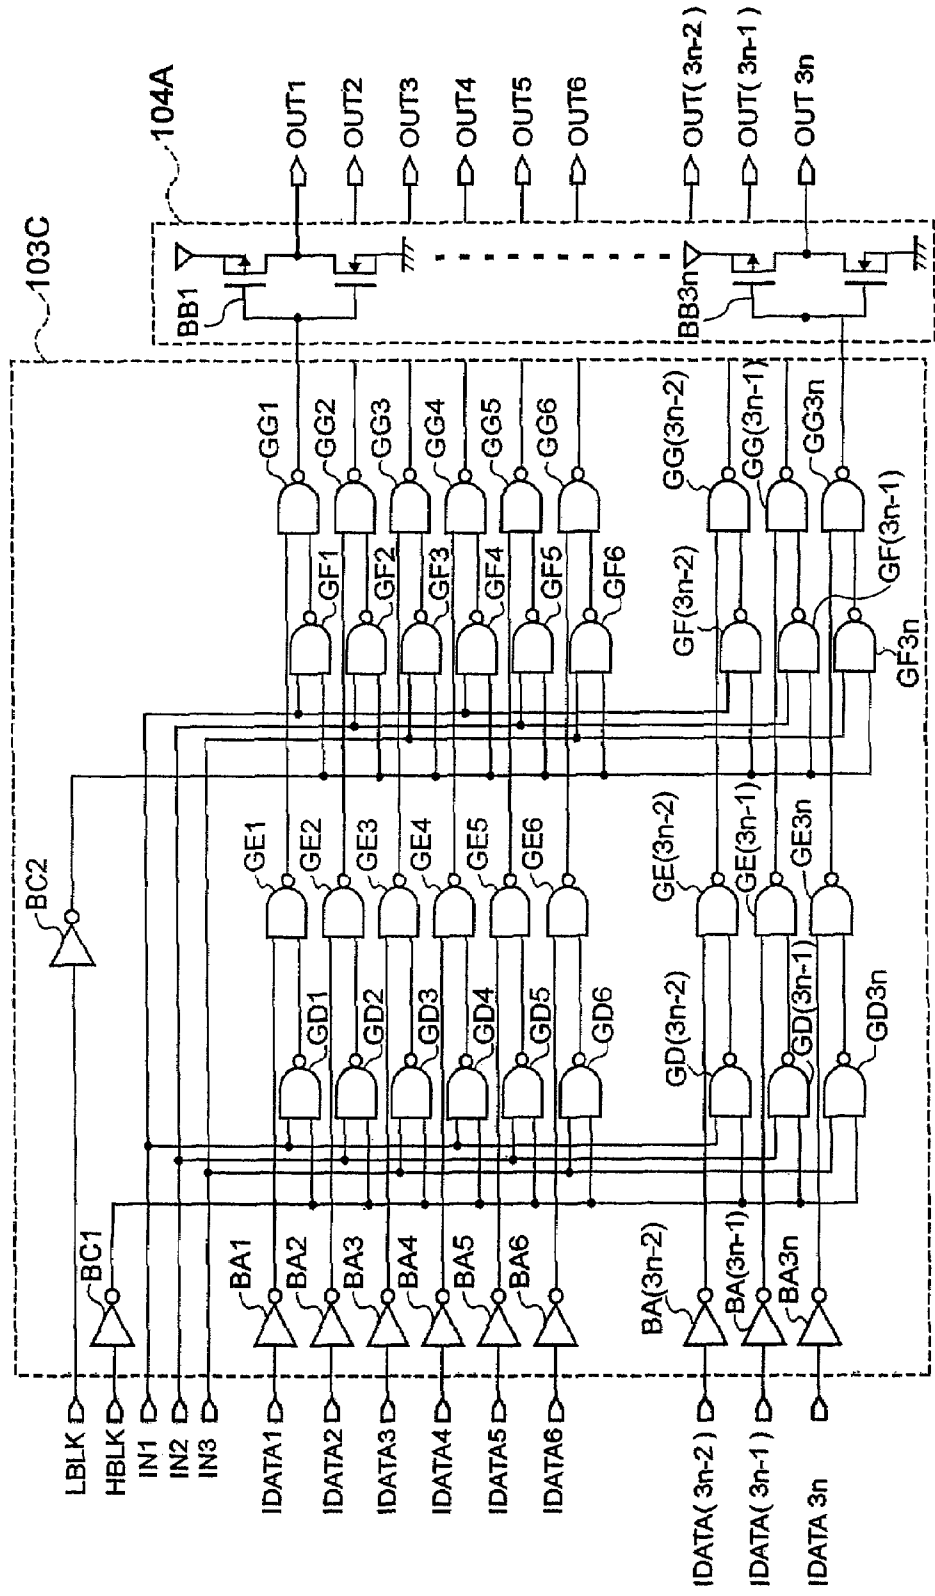 103C
104A
LBLK
HBLK
IN1
IN2
IN3
IDATA1
IDATA2
IDATA3
IDATA4
IDATA5
IDATA6
IDATA( 3n-2)
IDATA( 3n-1)
IDATA 3n
BC1
BC2
BA1
BA2
BA3
BA4
BA5
BA6
BA(3n-2)
BA(3n-1)
BA3n
GD1
GD2
GD3
GD4
GD5
GD6
GD(3n-2)
GD(3n-1)
GD3n
GE1
GE2
GE3
GE4
GE5
GE6
GE(3n-2)
GE(3n-1)
GE3n
GF1
GF2
GF3
GF4
GF5
GF6
GF(3n-2)
GF(3n-1)
GF3n
GG1
GG2
GG3
GG4
GG5
GG6
GG(3n-2)
GG(3n-1)
GG3n
BB1
BB3n
OUT1
OUT2
OUT3
OUT4
OUT5
OUT6
OUT( 3n-2)
OUT( 3n-1)
OUT 3n